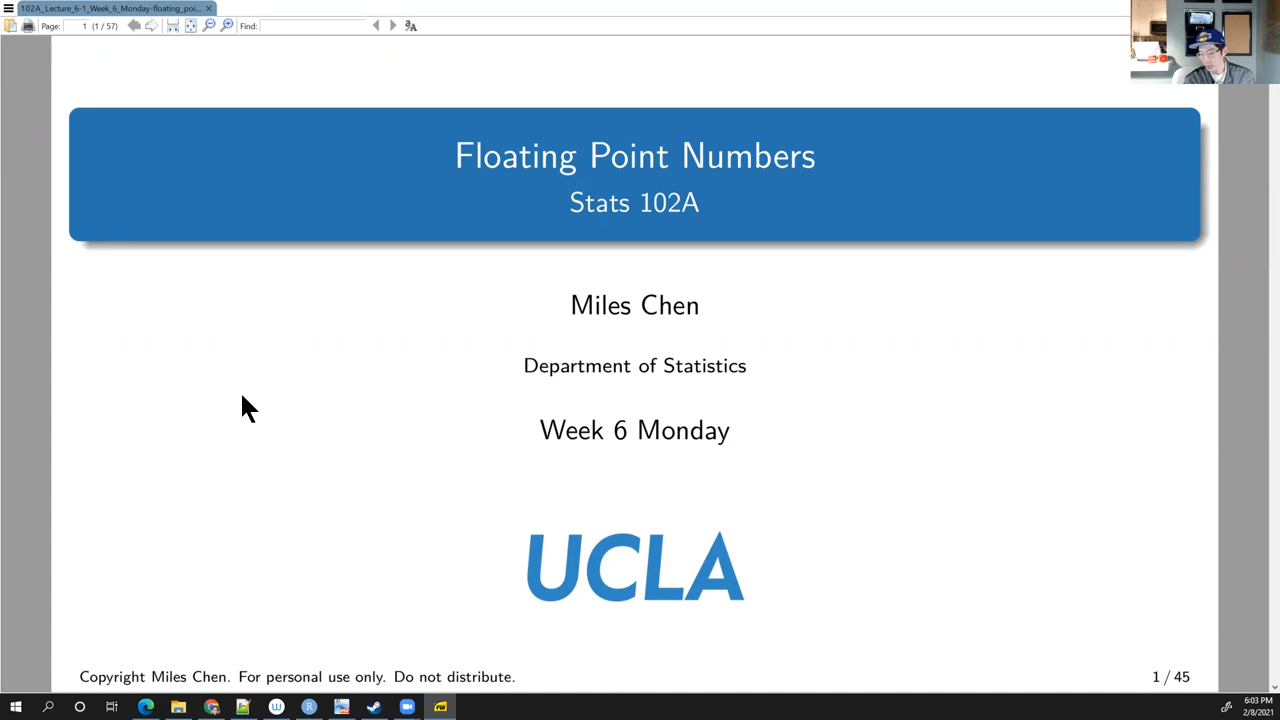 102A_Lecture_6-1_Week_6_Monday-floating_poi...
Page: 1 (1 / 57) Find:
Floating Point Numbers
Stats 102A
Miles Chen
Department of Statistics
Week 6 Monday
UCLA
Copyright Miles Chen. For personal use only. Do not distribute.
1 / 45
6:03 PM
2/8/2021